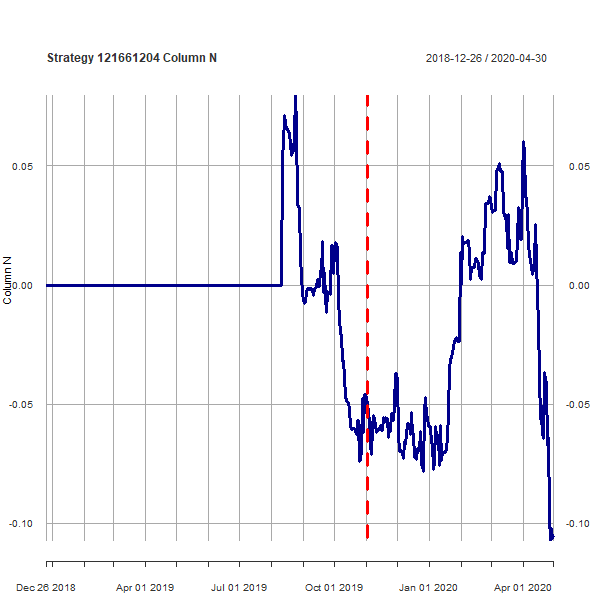 Strategy 121661204 Column N
2018-12-26 / 2020-04-30
0.05
0.05
0.00
0.00
Column N
-0.05
-0.05
-0.10
-0.10
Dec 26 2018
Apr 01 2019
Jul 01 2019
Oct 01 2019
Jan 01 2020
Apr 01 2020